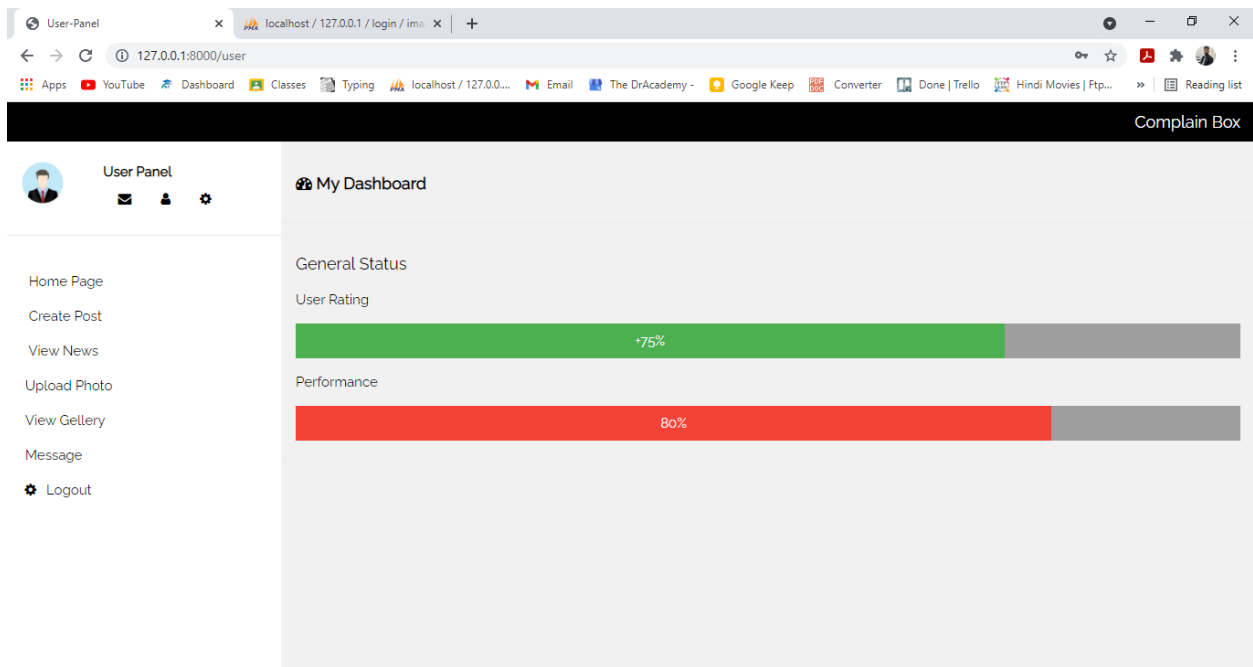 User-Panel
localhost / 127.0.0.1 / login / ima
127.0.0.1:8000/user
Apps YouTube Dashboard Classes Typing localhost / 127.0.0.... Email The DrAcademy - Google Keep Converter Done | Trello Hindi Movies | Ftp... » Reading list
Complain Box
User Panel
My Dashboard
General Status
User Rating
+75%
Performance
80%
Home Page
Create Post
View News
Upload Photo
View Gellery
Message
Logout